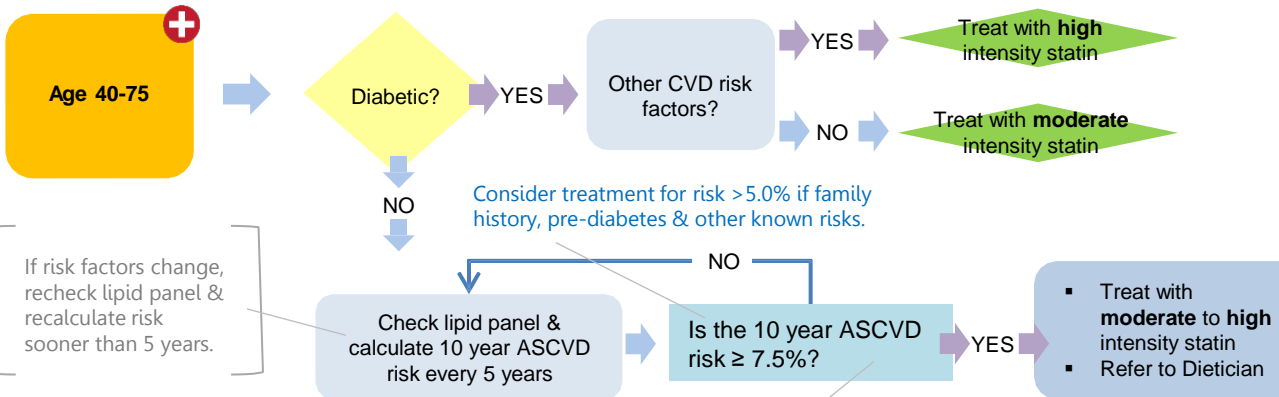 Age 40-75
Diabetic?
YES
Other CVD risk
factors?
YES
Treat with high
intensity statin
NO
Treat with moderate
intensity statin
NO
Consider treatment for risk >5.0% if family
history, pre-diabetes & other known risks.
If risk factors change,
recheck lipid panel &
recalculate risk
sooner than 5 years.
Check lipid panel &
calculate 10 year ASCVD
risk every 5 years
NO
Is the 10 year ASCVD
risk ≥ 7.5%?
YES
▪ Treat with
moderate to high
intensity statin
▪ Refer to Dietician